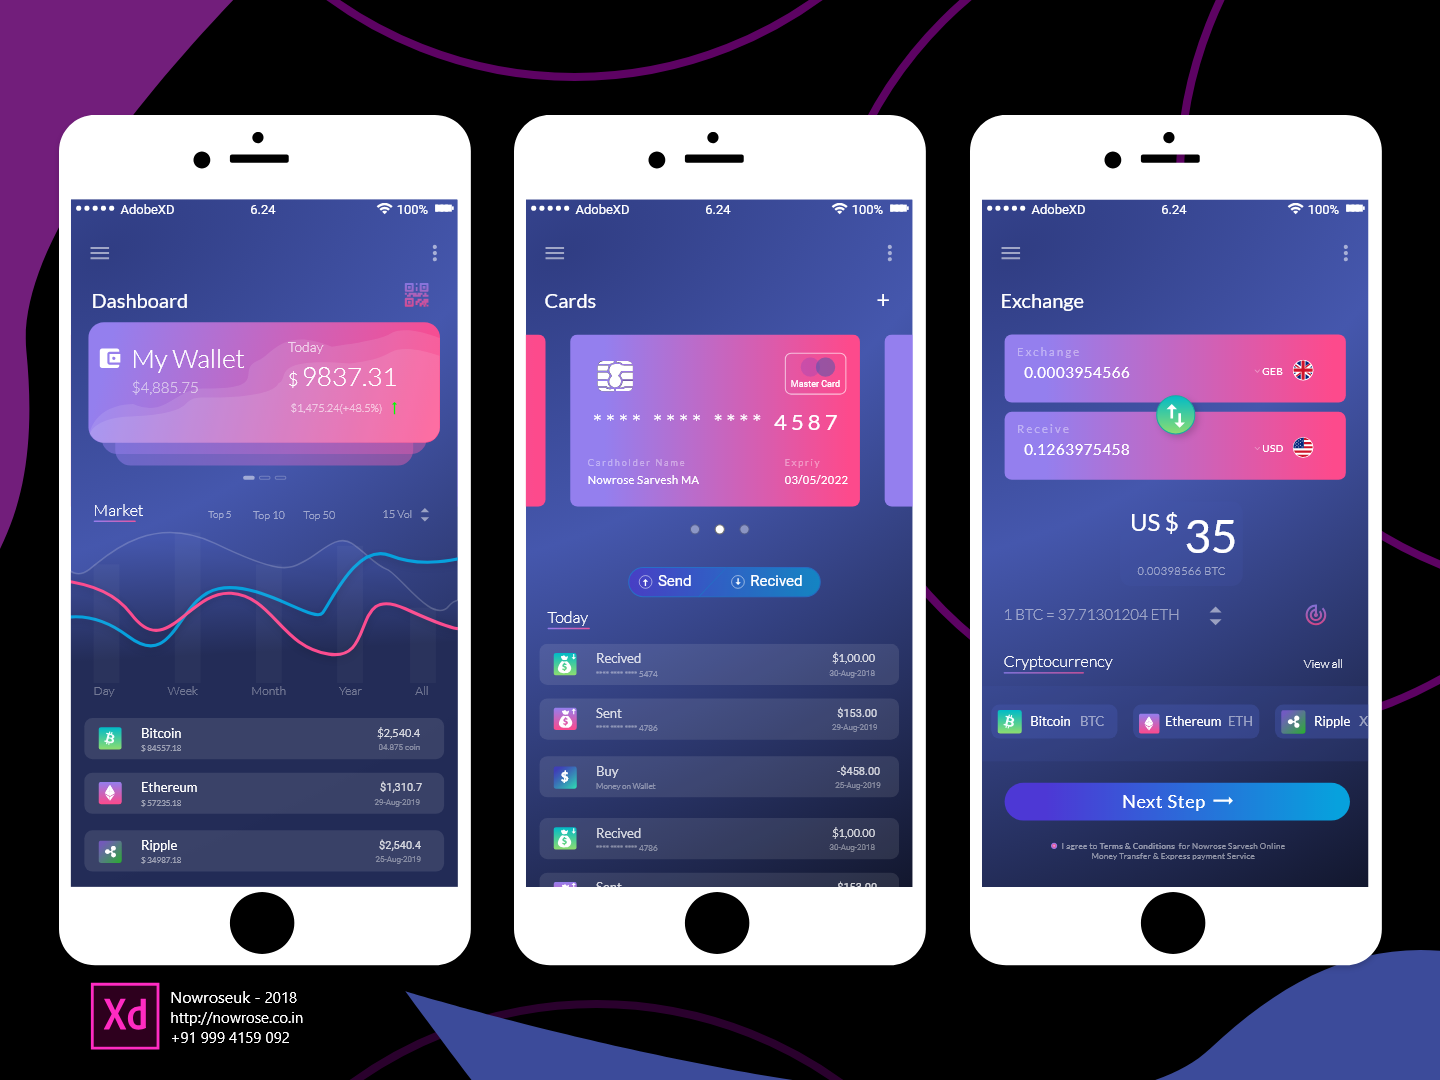 AdobeXD 6.24 100%
Dashboard
My Wallet
$4,885.75
Today
$ 9837.31
$1,475.24(+48.5%)
Market Top 5 Top 10 Top 50 15 Vol
Day Week Month Year All
Bitcoin $2,540.4
$ 84557.18 04.875 coin
Ethereum $1,310.7
$ 57235.18 29-Aug-2019
Ripple $2,540.4
$ 34987.18 25-Aug-2019
AdobeXD 6.24 100%
Cards +
Master Card
**** **** **** 4587
Cardholder Name Expriy
Nowrose Sarvesh MA 03/05/2022
Send Recived
Today
Recived $1,00.00
**** **** **** 5474 30-Aug-2018
Sent $153.00
**** **** **** 4786 29-Aug-2019
Buy -$458.00
Money on Wallet 25-Aug-2019
Recived $1,00.00
**** **** **** 4786 30-Aug-2018
Sent $153.00
AdobeXD 6.24 100%
Exchange
Exchange
0.0003954566 GEB
Receive
0.1263975458 USD
US $ 35
0.00398566 BTC
1 BTC = 37.71301204 ETH
Cryptocurrency View all
Bitcoin BTC Ethereum ETH Ripple X
Next Step →
I agree to Terms & Conditions for Nowrose Sarvesh Online
Money Transfer & Express payment Service
Xd
Nowroseuk - 2018
http://nowrose.co.in
+91 999 4159 092